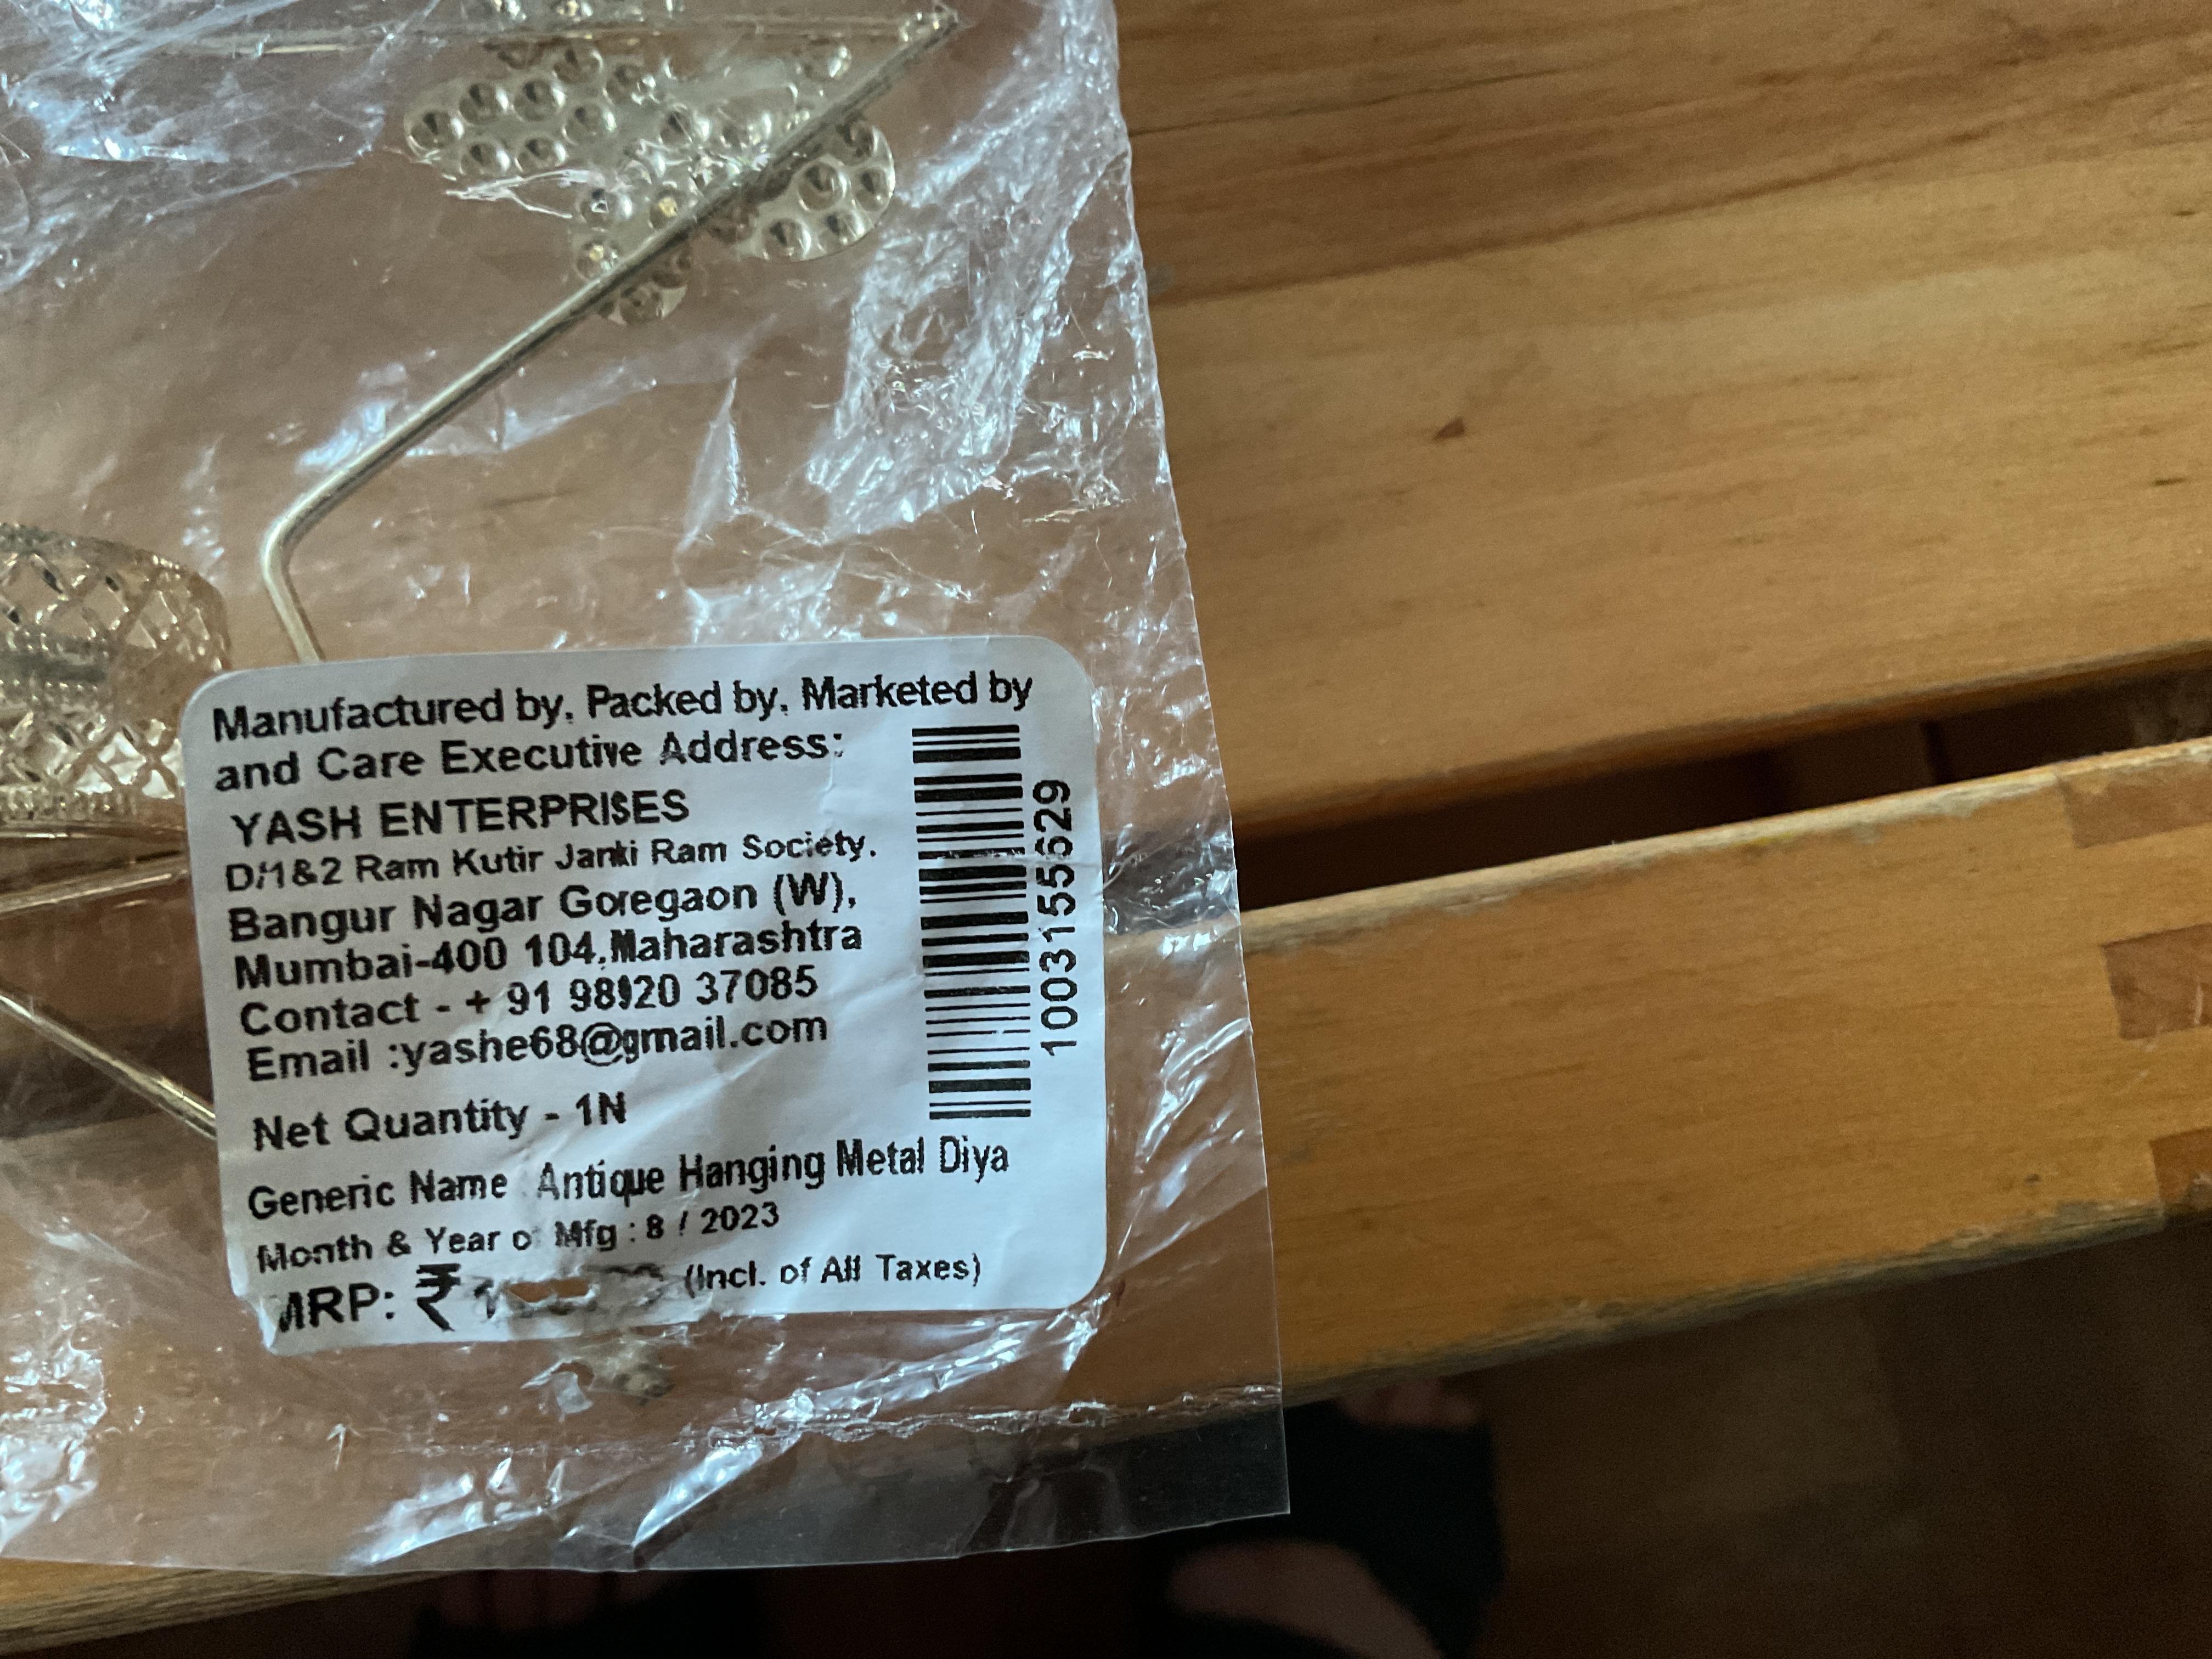 Manufactured by, Packed by, Marketed by
and Care Executive Address:
YASH ENTERPRISES
D/1&2 Ram Kutir Janki Ram Society,
Bangur Nagar Goregaon (W),
Mumbai-400 104,Maharashtra
Contact - + 91 98920 37085
Email :yashe68@gmail.com
Net Quantity - 1N
Generic Name Antique Hanging Metal Diya
Month & Year of Mfg : 8 / 2023
MRP: ₹ (Incl. of All Taxes)
1003155629